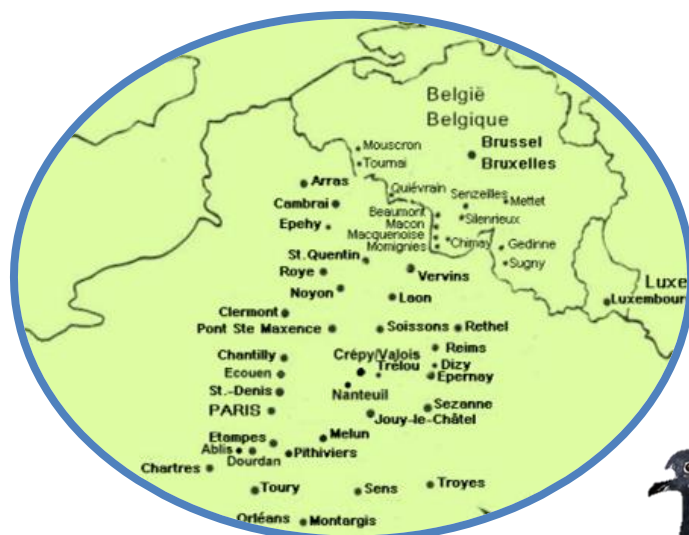 België
Belgique
Brussel
Bruxelles
Mouscron
Tournai
Arras
Quiévrain
Senzeilles
Mettet
Cambrai
Beaumont
Silenrieux
Epehy
Macon
Macquenoise
Momignies
Chimay
Gedinne
St.Quentin
Sugny
Roye
Vervins
Luxe
Noyon
Laon
Luxembour
Clermont
Pont Ste Maxence
Soissons
Rethel
Reims
Chantilly
Crépy/Valois
Dizy
Ecouen
Trélou
Epernay
St.-Denis
Nanteuil
PARIS
Sezanne
Jouy-le-Châtel
Etampes
Melun
Ablis
Dourdan
Pithiviers
Chartres
Toury
Sens
Troyes
Orléans
Montargis